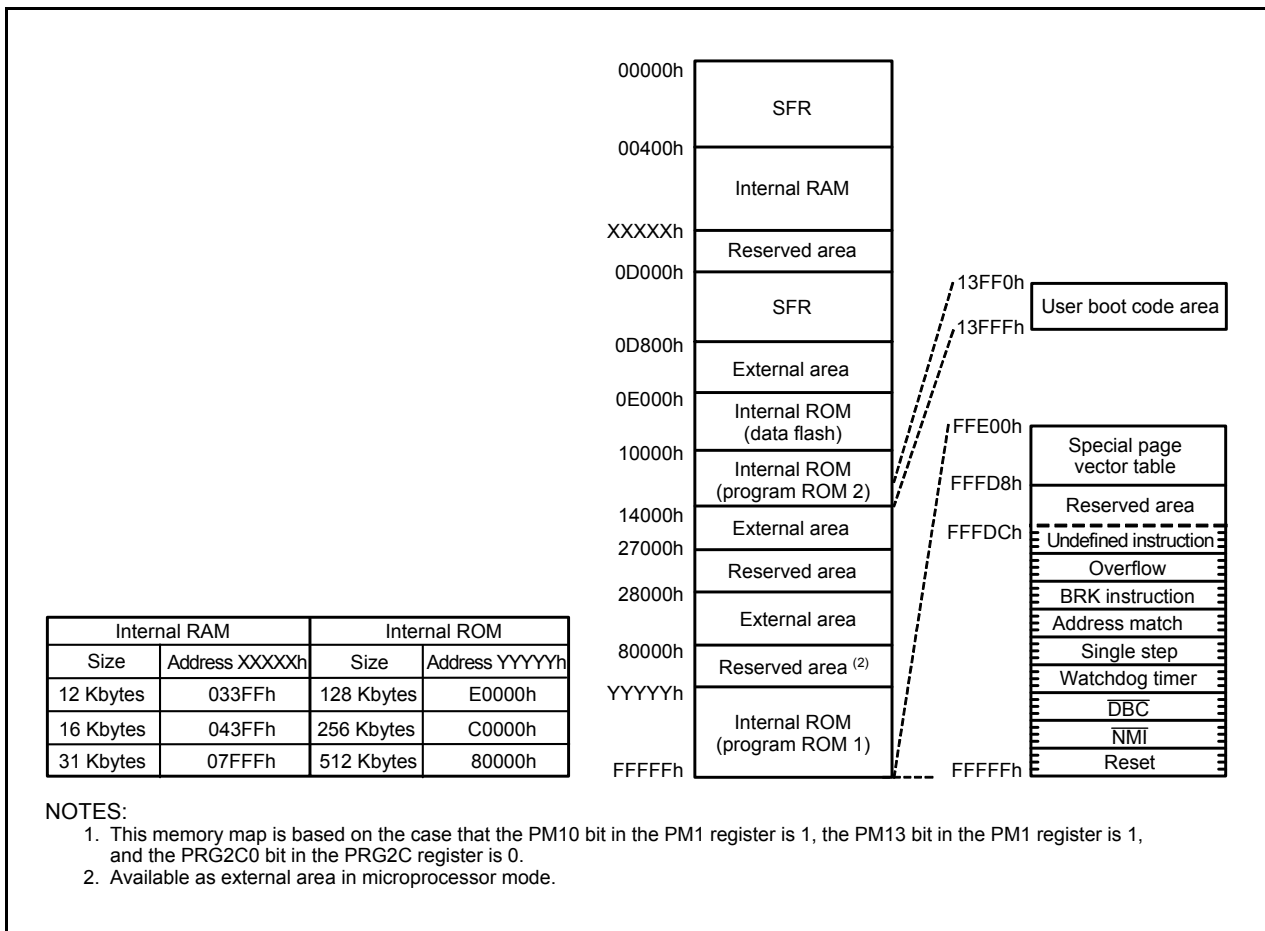 00000h
SFR
00400h
Internal RAM
XXXXXh
Reserved area
0D000h
SFR
0D800h
External area
0E000h
Internal ROM
(data flash)
10000h
Internal ROM
(program ROM 2)
14000h
External area
27000h
Reserved area
28000h
External area
80000h
Reserved area (2)
YYYYYh
Internal ROM
(program ROM 1)
FFFFFh
13FF0h
User boot code area
13FFFh
FFE00h
Special page
vector table
FFFD8h
Reserved area
FFFDCh
Undefined instruction
Overflow
BRK instruction
Address match
Single step
Watchdog timer
DBC
NMI
Reset
FFFFFh
Internal RAM Internal ROM
Size Address XXXXXh Size Address YYYYYh
12 Kbytes 033FFh 128 Kbytes E0000h
16 Kbytes 043FFh 256 Kbytes C0000h
31 Kbytes 07FFFh 512 Kbytes 80000h
NOTES:
1. This memory map is based on the case that the PM10 bit in the PM1 register is 1, the PM13 bit in the PM1 register is 1,
and the PRG2C0 bit in the PRG2C register is 0.
2. Available as external area in microprocessor mode.